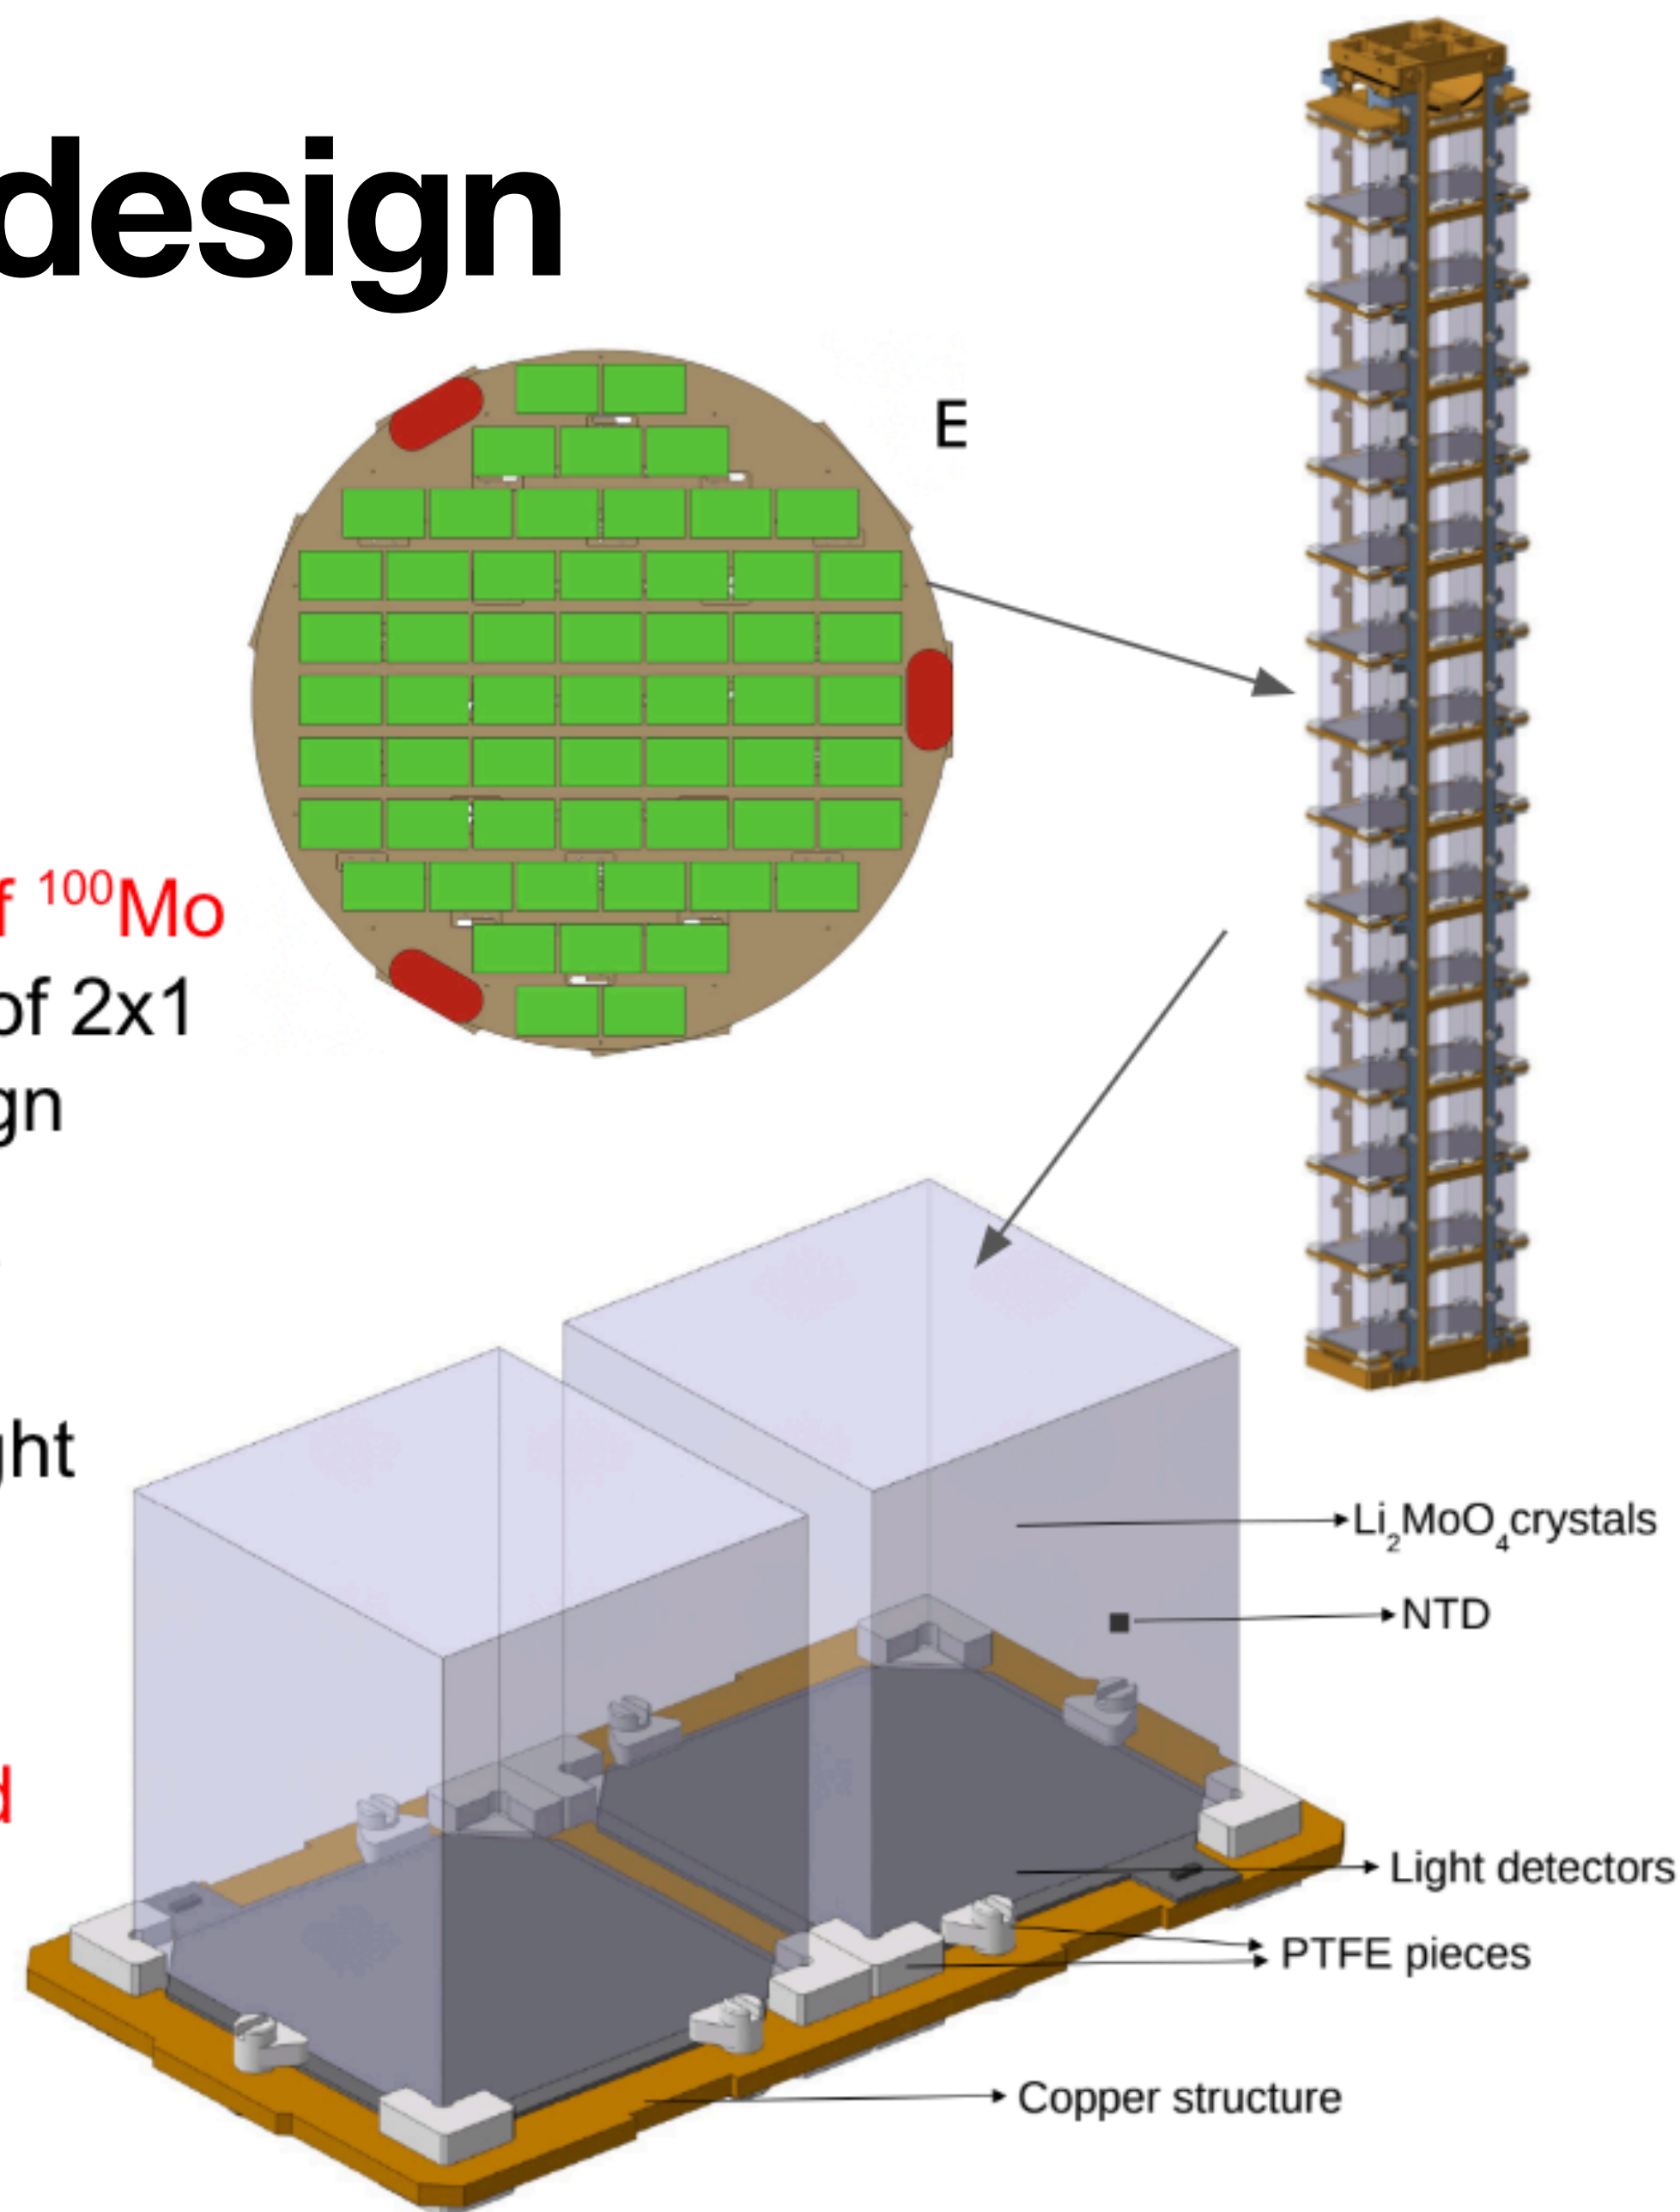 design
E
f ¹⁰⁰Mo
of 2x1
gn
ght
d
Li₂MoO₄crystals
NTD
Light detectors
PTFE pieces
Copper structure